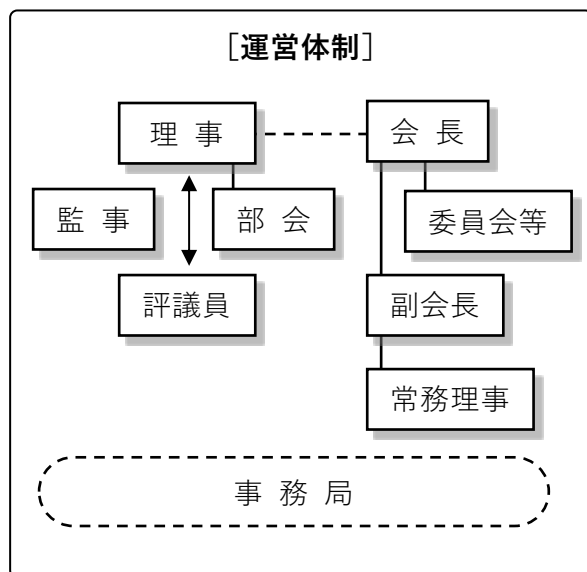 ［運営体制］
理 事
会 長
監 事
部 会
委員会等
評議員
副会長
常務理事
事 務 局